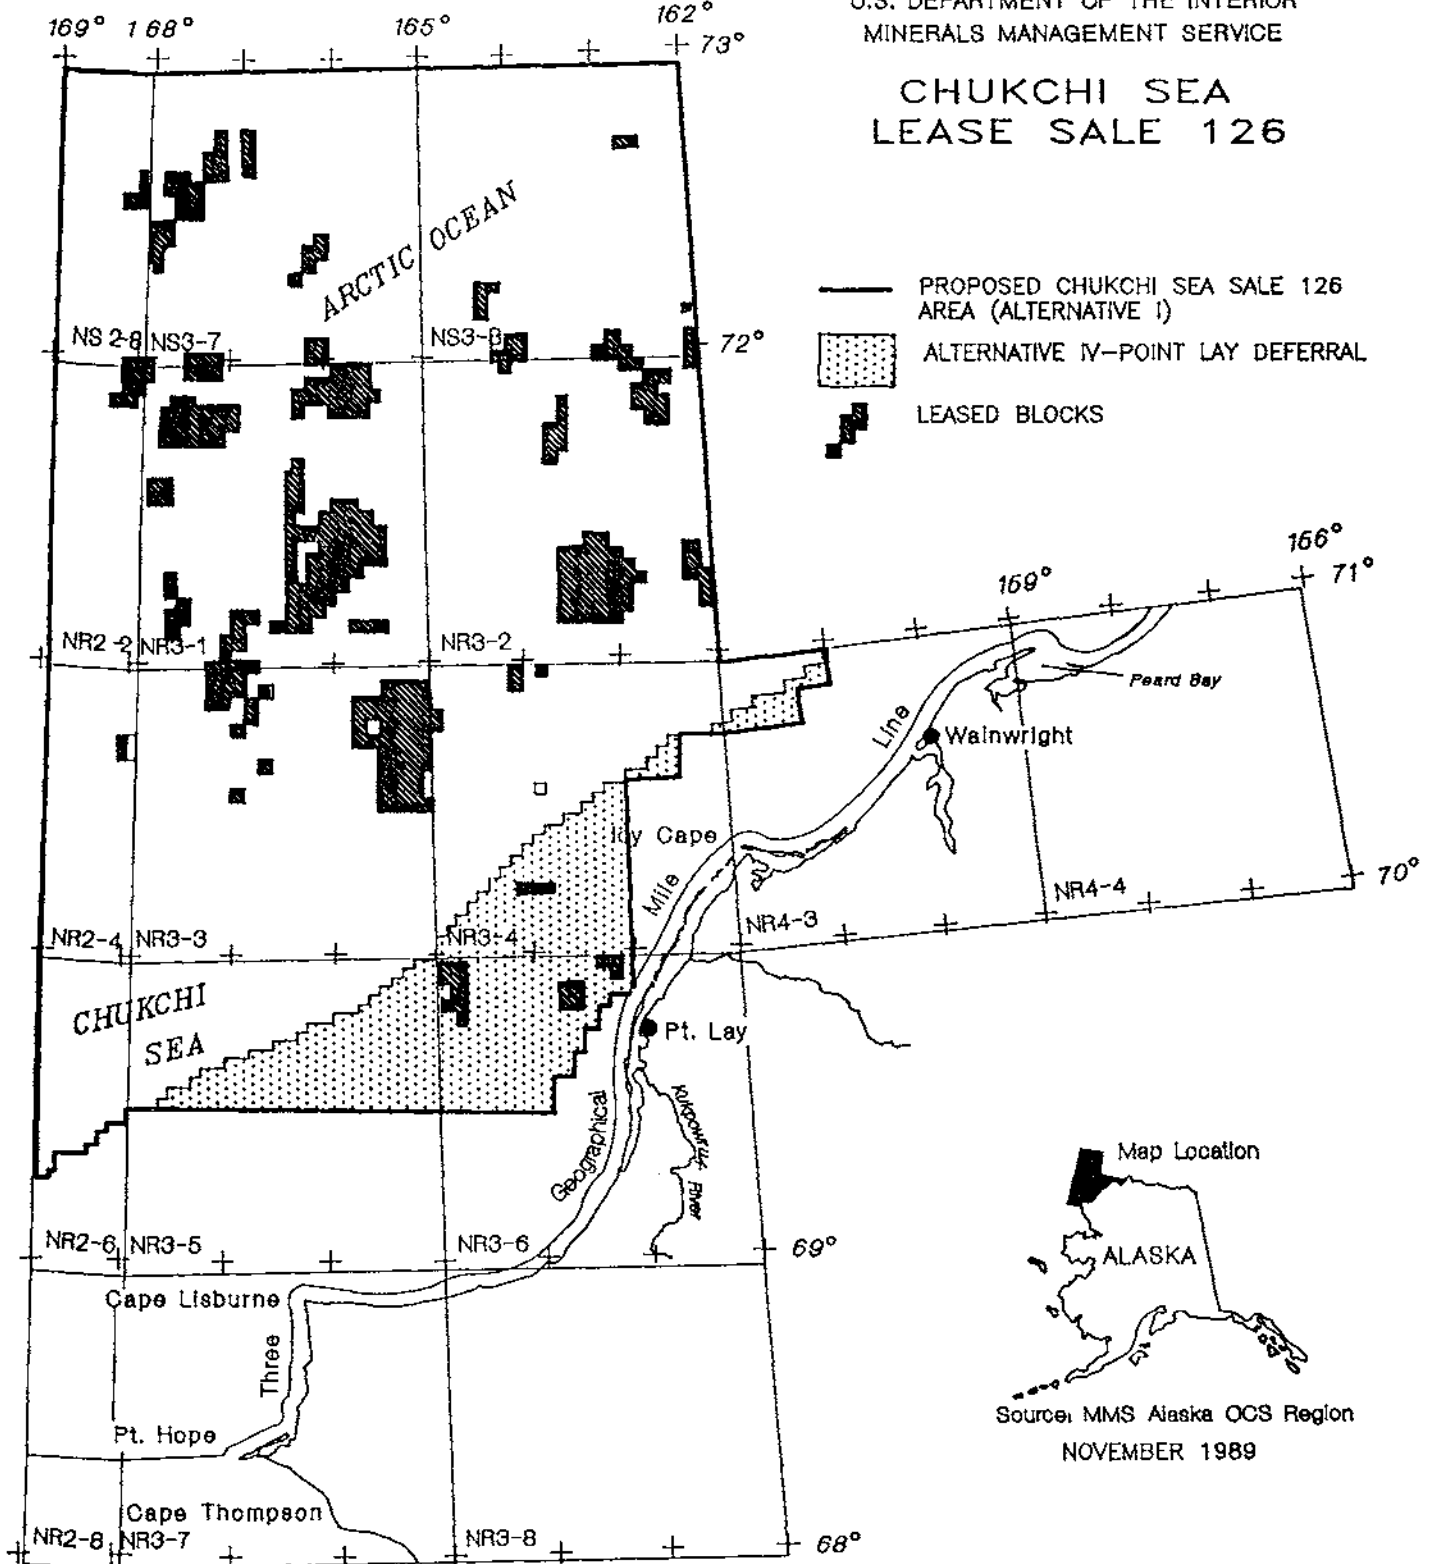 U.S. DEPARTMENT OF THE INTERIOR
MINERALS MANAGEMENT SERVICE
CHUKCHI SEA
LEASE SALE 126
169° 168° 165° 162°
73°
ARCTIC OCEAN
PROPOSED CHUKCHI SEA SALE 126
AREA (ALTERNATIVE I)
ALTERNATIVE IV-POINT LAY DEFERRAL
LEASED BLOCKS
NS 2-8 NS3-7 NS3-8 72°
166°
159° 71°
NR2-2 NR3-1 NR3-2
Peard Bay
Line
Wainwright
Icy Cape
Mile
70°
NR4-4
NR4-3
NR2-4 NR3-3 NR3-4
CHUKCHI
SEA
Pt. Lay
Kukpowruk River
Geographical
Map Location
ALASKA
NR2-6 NR3-5 NR3-6 69°
Cape Lisburne
Three
Pt. Hope
Source: MMS Alaska OCS Region
NOVEMBER 1989
Cape Thompson
NR2-8 NR3-7 NR3-8 68°